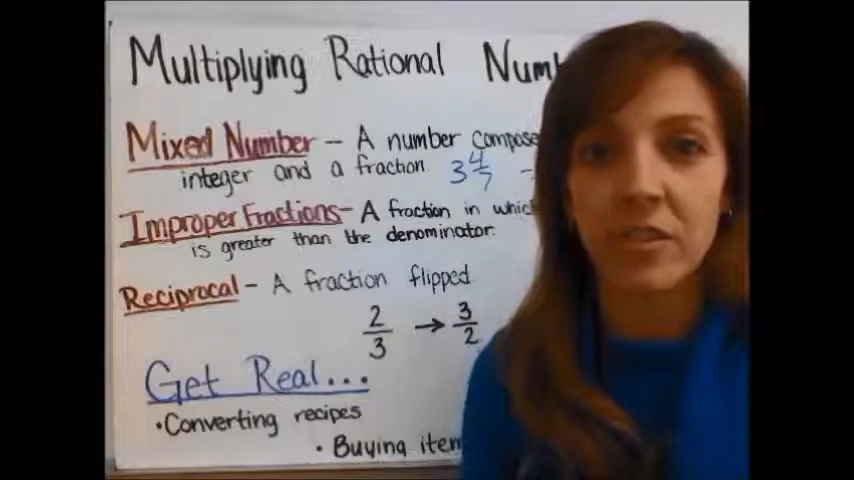 Multiplying Rational Num
Mixed Number - A number compose
integer and a fraction 3 4/7 -
Improper Fractions - A fraction in which
is greater than the denominator.
Reciprocal - A fraction flipped
2/3 → 3/2
Get Real...
• Converting recipes
• Buying item